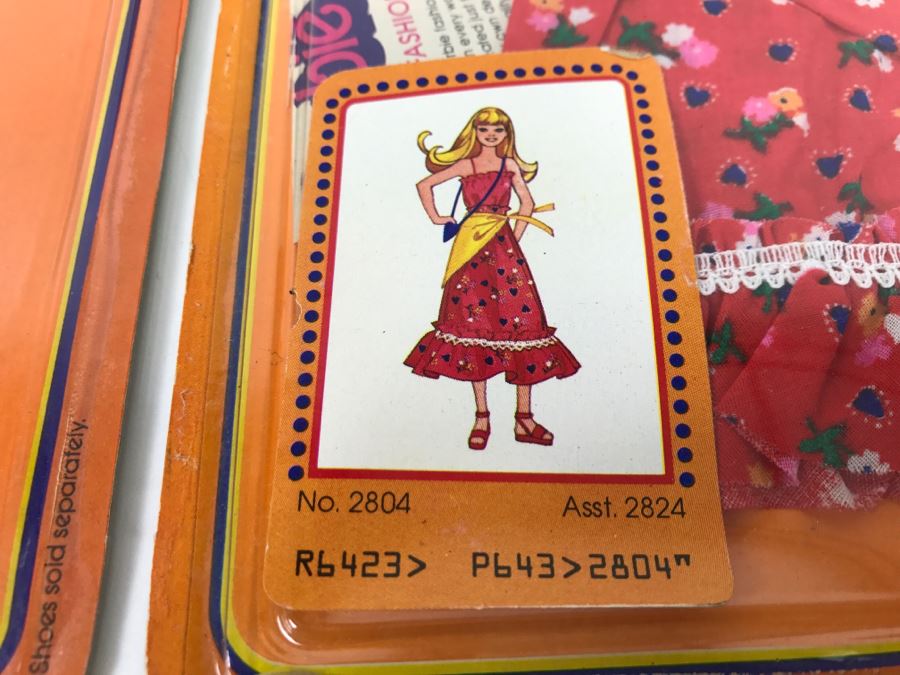 No. 2804 Asst. 2824
R6423> P643>2804"
Shoes sold separately.
FASHIO